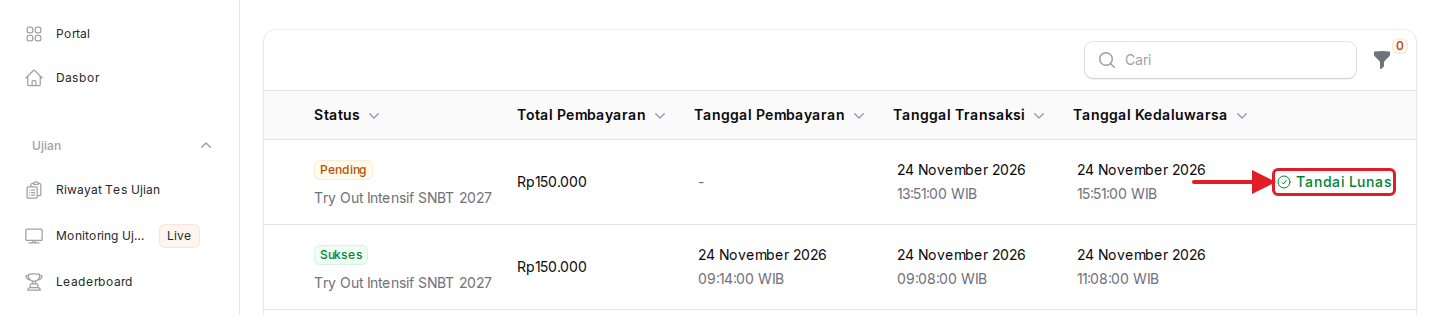 Portal
Dasbor
Ujian
Riwayat Tes Ujian
Monitoring Uj... Live
Leaderboard
Cari
0
Status Total Pembayaran Tanggal Pembayaran Tanggal Transaksi Tanggal Kedaluwarsa
Pending
Try Out Intensif SNBT 2027
Rp150.000
-
24 November 2026
13:51:00 WIB
24 November 2026
15:51:00 WIB
Tandai Lunas
Sukses
Try Out Intensif SNBT 2027
Rp150.000
24 November 2026
09:14:00 WIB
24 November 2026
09:08:00 WIB
24 November 2026
11:08:00 WIB